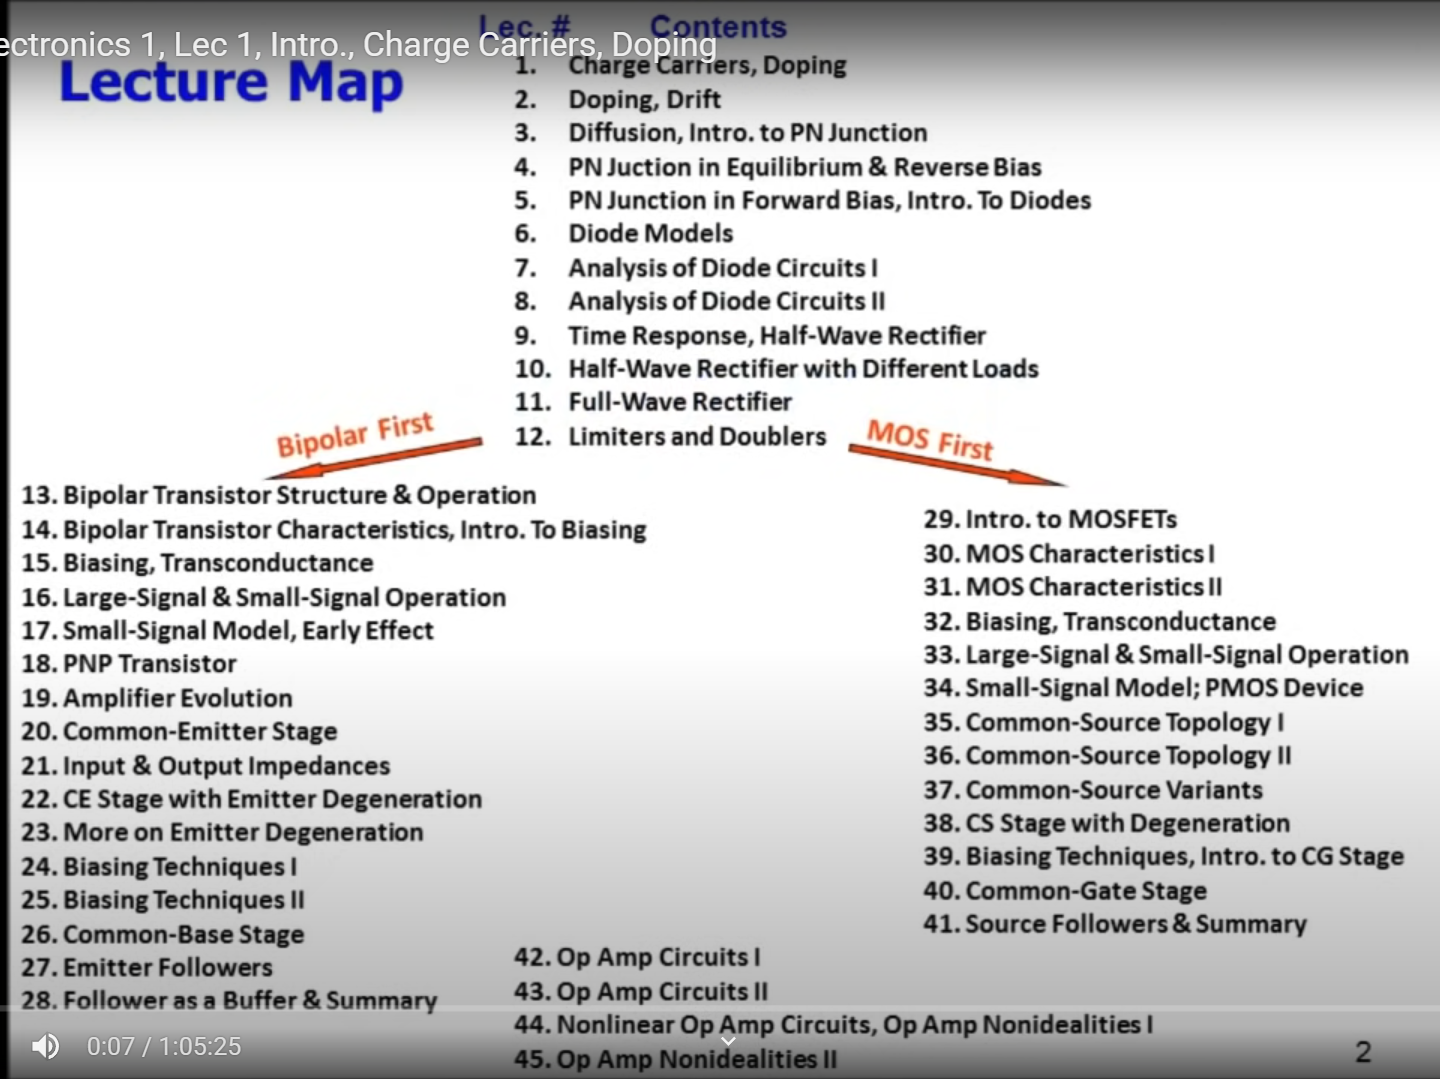 Lec. # Contents
ectronics 1, Lec 1, Intro., Charge Carriers, Doping
Lecture Map
1. Charge Carriers, Doping
2. Doping, Drift
3. Diffusion, Intro. to PN Junction
4. PN Juction in Equilibrium & Reverse Bias
5. PN Junction in Forward Bias, Intro. To Diodes
6. Diode Models
7. Analysis of Diode Circuits I
8. Analysis of Diode Circuits II
9. Time Response, Half-Wave Rectifier
10. Half-Wave Rectifier with Different Loads
11. Full-Wave Rectifier
12. Limiters and Doublers
Bipolar First
13. Bipolar Transistor Structure & Operation
14. Bipolar Transistor Characteristics, Intro. To Biasing
15. Biasing, Transconductance
16. Large-Signal & Small-Signal Operation
17. Small-Signal Model, Early Effect
18. PNP Transistor
19. Amplifier Evolution
20. Common-Emitter Stage
21. Input & Output Impedances
22. CE Stage with Emitter Degeneration
23. More on Emitter Degeneration
24. Biasing Techniques I
25. Biasing Techniques II
26. Common-Base Stage
27. Emitter Followers
28. Follower as a Buffer & Summary
MOS First
29. Intro. to MOSFETs
30. MOS Characteristics I
31. MOS Characteristics II
32. Biasing, Transconductance
33. Large-Signal & Small-Signal Operation
34. Small-Signal Model; PMOS Device
35. Common-Source Topology I
36. Common-Source Topology II
37. Common-Source Variants
38. CS Stage with Degeneration
39. Biasing Techniques, Intro. to CG Stage
40. Common-Gate Stage
41. Source Followers & Summary
42. Op Amp Circuits I
43. Op Amp Circuits II
44. Nonlinear Op Amp Circuits, Op Amp Nonidealities I
45. Op Amp Nonidealities II
0:07 / 1:05:25
2